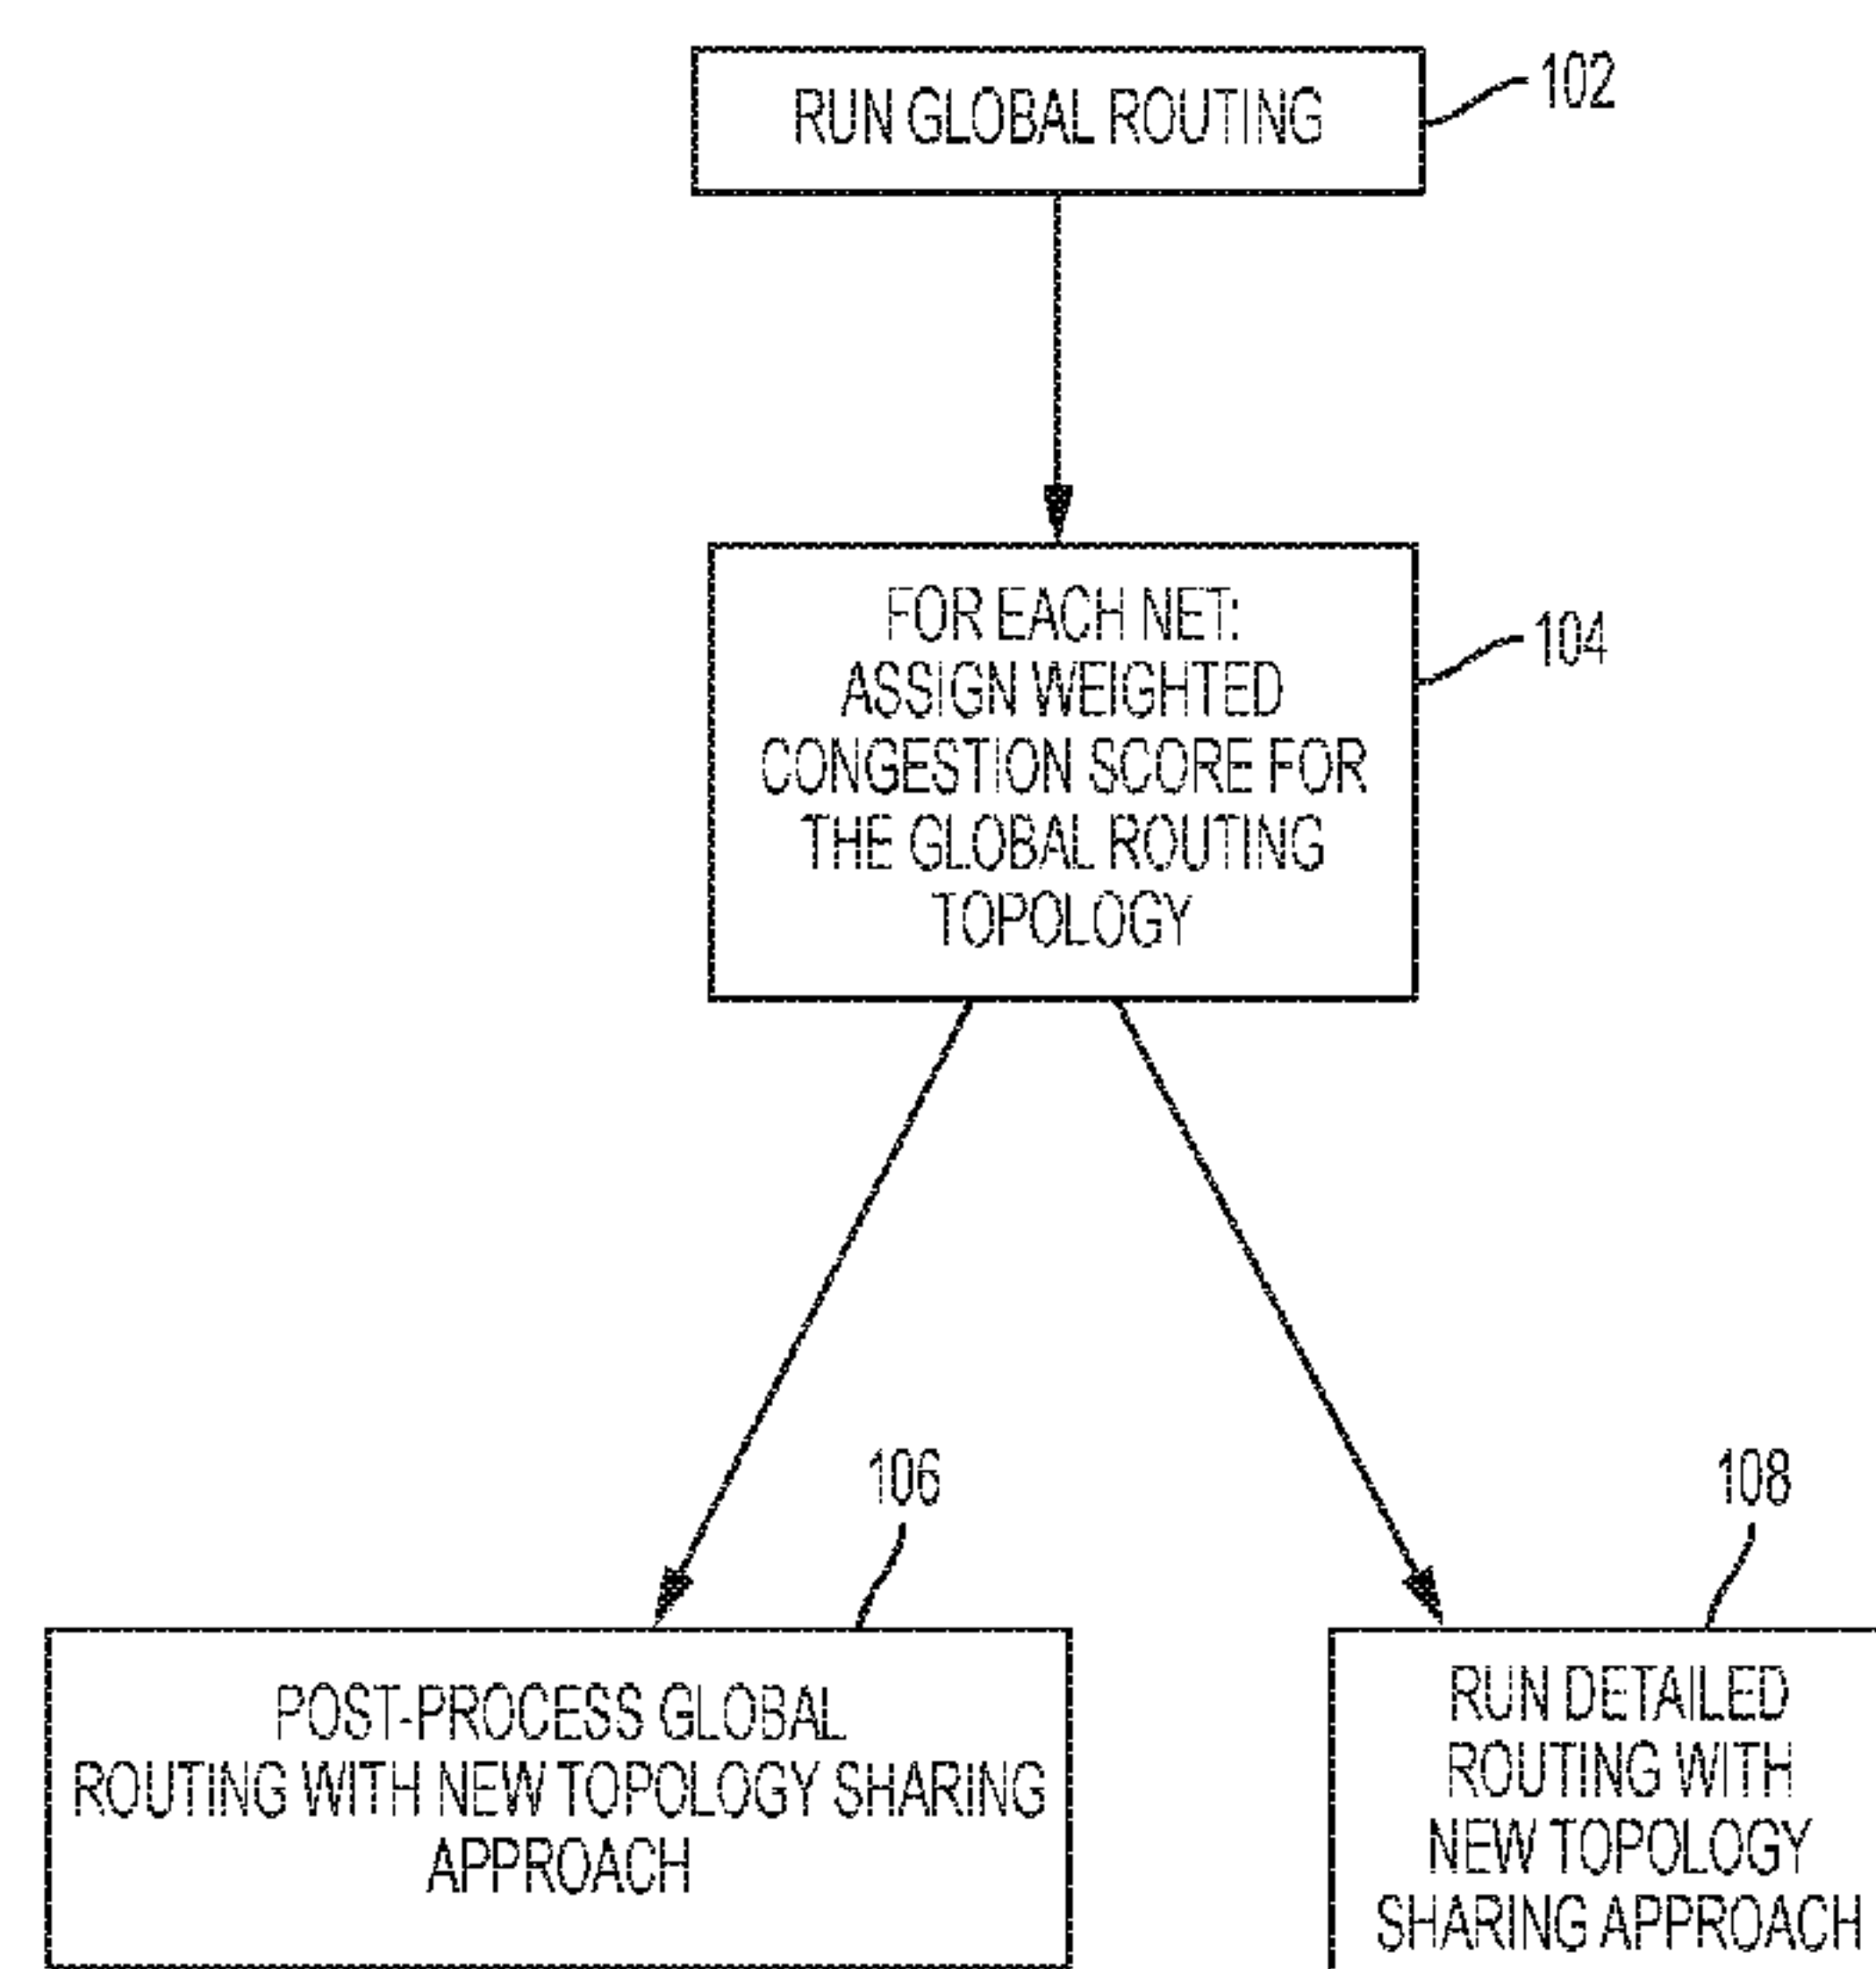 RUN GLOBAL ROUTING
102
FOR EACH NET:
ASSIGN WEIGHTED
CONGESTION SCORE FOR
THE GLOBAL ROUTING
TOPOLOGY
104
106
POST-PROCESS GLOBAL
ROUTING WITH NEW TOPOLOGY SHARING
APPROACH
108
RUN DETAILED
ROUTING WITH
NEW TOPOLOGY
SHARING APPROACH